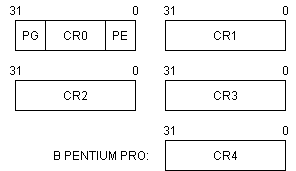 31 0 31 0
PG CR0 PE CR1
31 0 31 0
CR2 CR3
31 0
В PENTIUM PRO: CR4